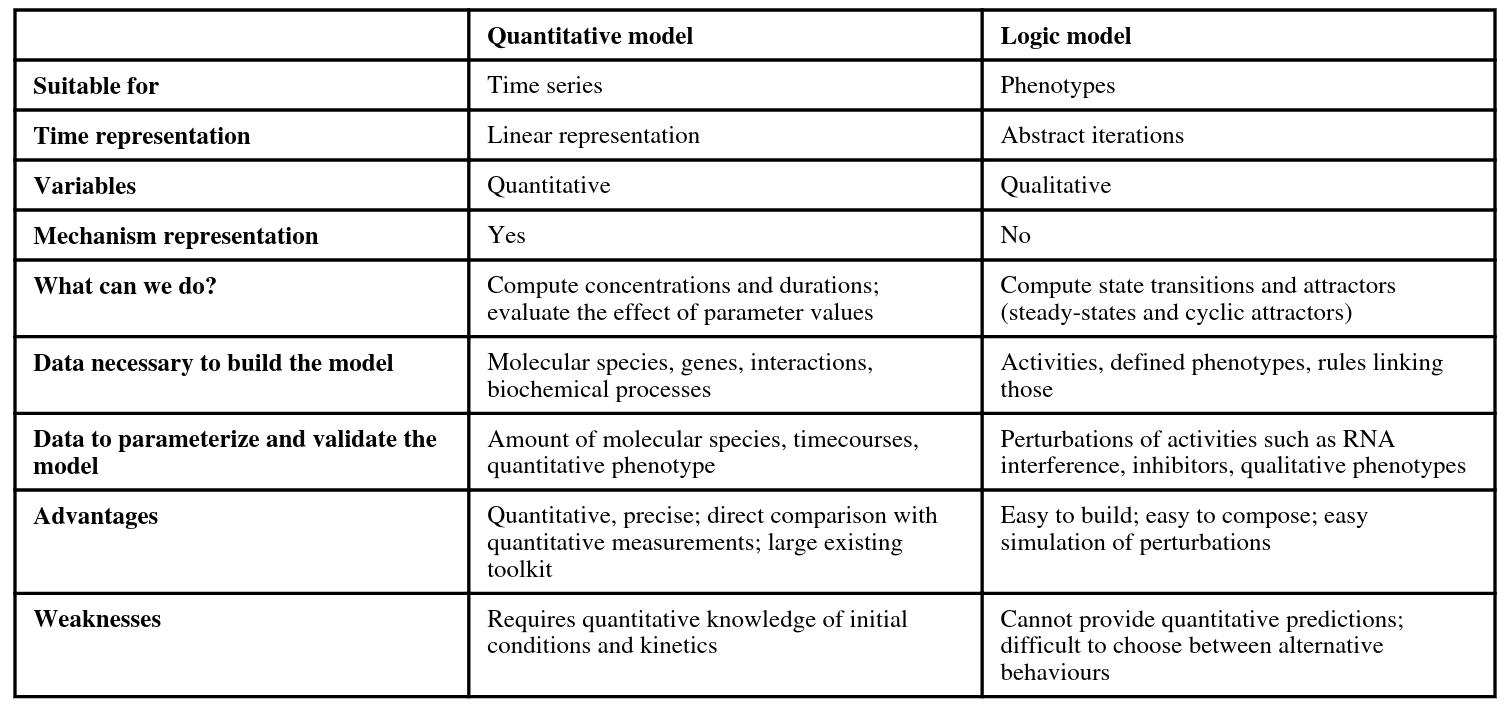 Quantitative model
Logic model
Suitable for
Time series
Phenotypes
Time representation
Linear representation
Abstract iterations
Variables
Quantitative
Qualitative
Mechanism representation
Yes
No
What can we do?
Compute concentrations and durations;
evaluate the effect of parameter values
Compute state transitions and attractors
(steady-states and cyclic attractors)
Data necessary to build the model
Molecular species, genes, interactions,
biochemical processes
Activities, defined phenotypes, rules linking
those
Data to parameterize and validate the
model
Amount of molecular species, timecourses,
quantitative phenotype
Perturbations of activities such as RNA
interference, inhibitors, qualitative phenotypes
Advantages
Quantitative, precise; direct comparison with
quantitative measurements; large existing
toolkit
Easy to build; easy to compose; easy
simulation of perturbations
Weaknesses
Requires quantitative knowledge of initial
conditions and kinetics
Cannot provide quantitative predictions;
difficult to choose between alternative
behaviours